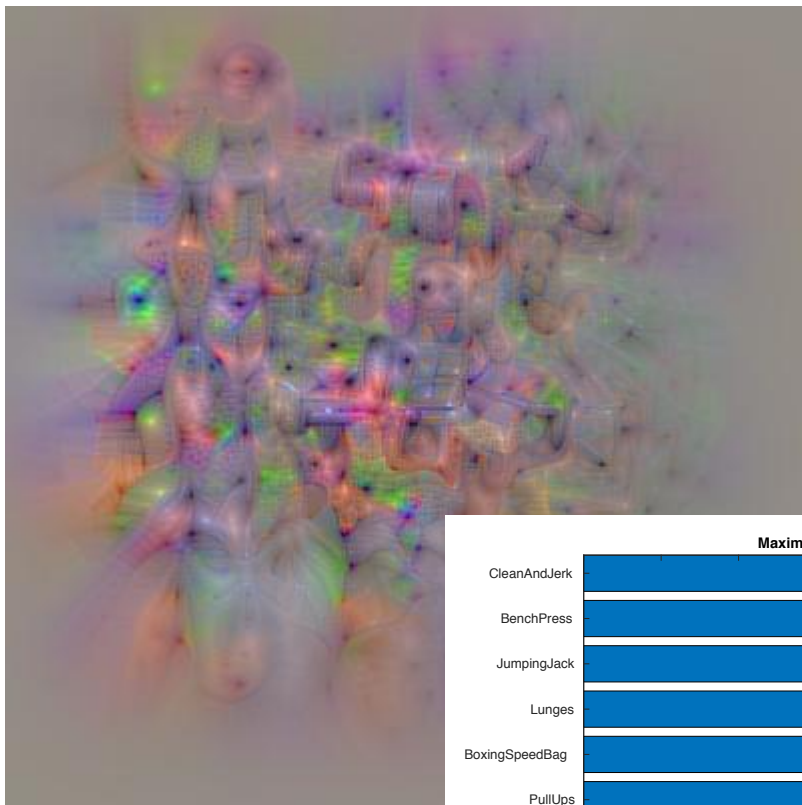 Maxim
CleanAndJerk
BenchPress
JumpingJack
Lunges
BoxingSpeedBag
PullUps